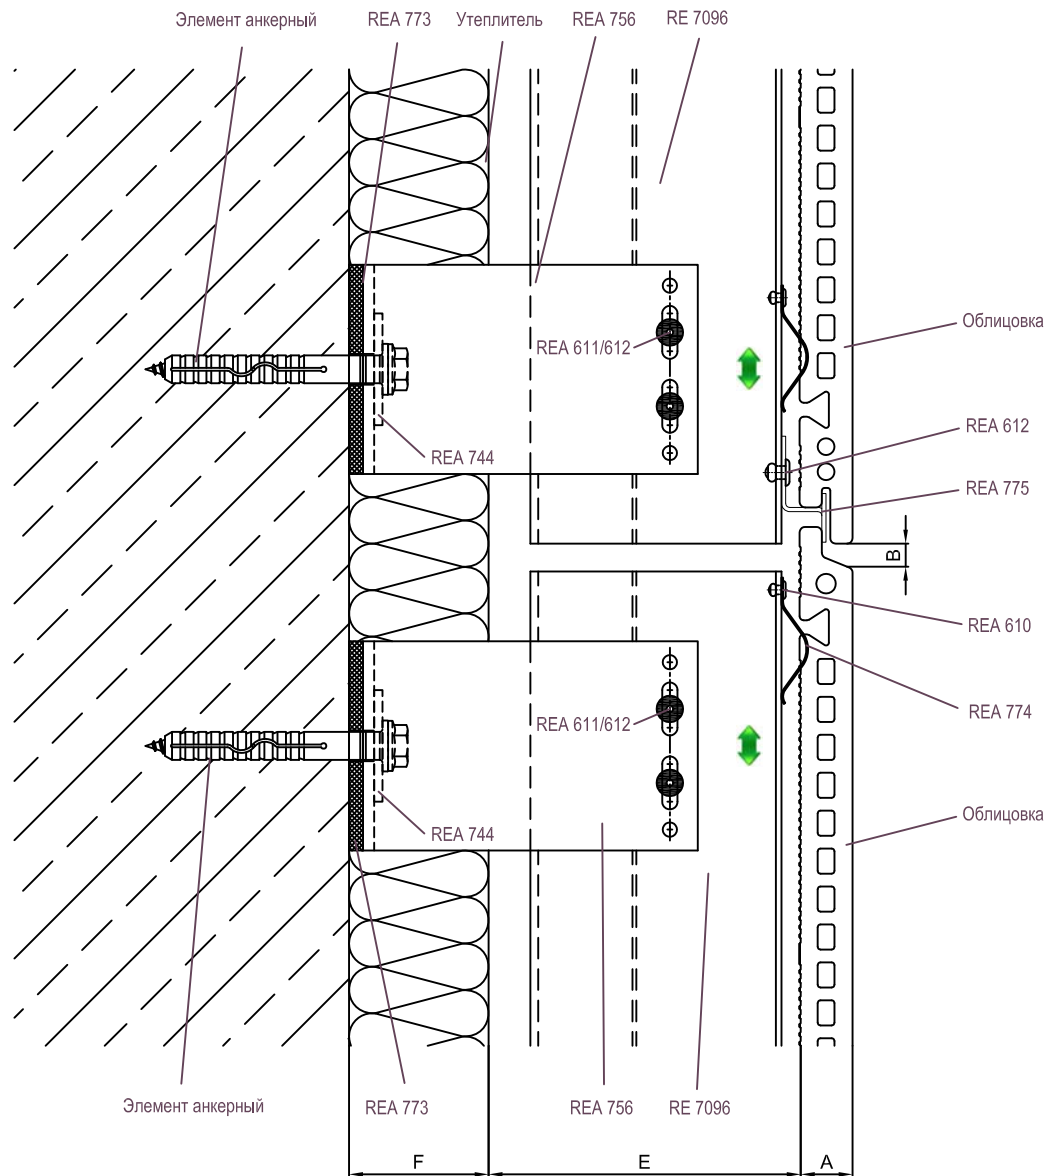 Элемент анкерный
REA 773
Утеплитель
REA 756
RE 7096
Облицовка
REA 611/612
REA 612
REA 744
REA 775
B
REA 610
REA 774
REA 611/612
Облицовка
REA 744
Элемент анкерный
REA 773
REA 756
RE 7096
F
E
A